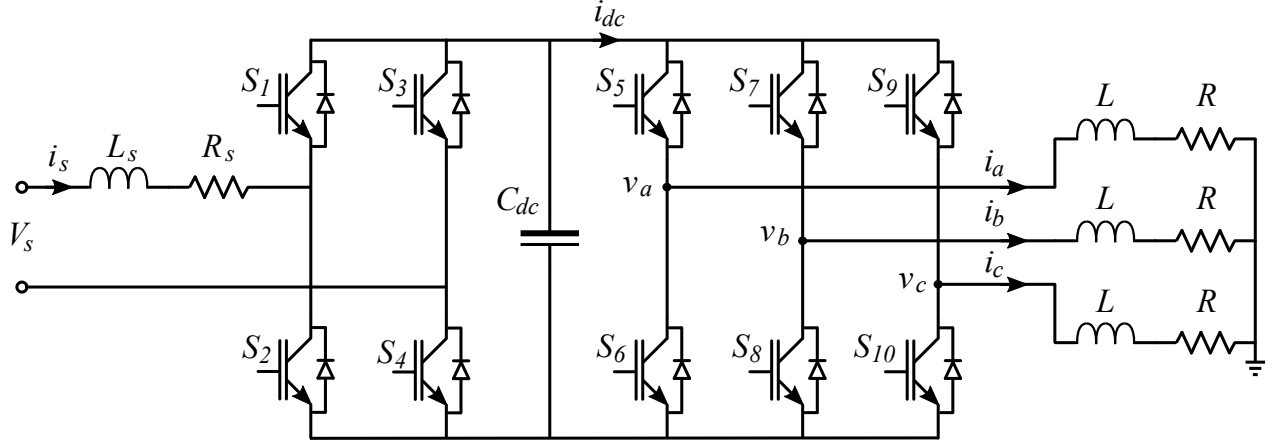 i_dc
S_1 S_3 S_5 S_7 S_9
L R
i_s L_s R_s
i_a
v_a
L R
C_dc
i_b
V_s
v_b
i_c
v_c
L R
S_2 S_4 S_6 S_8 S_10